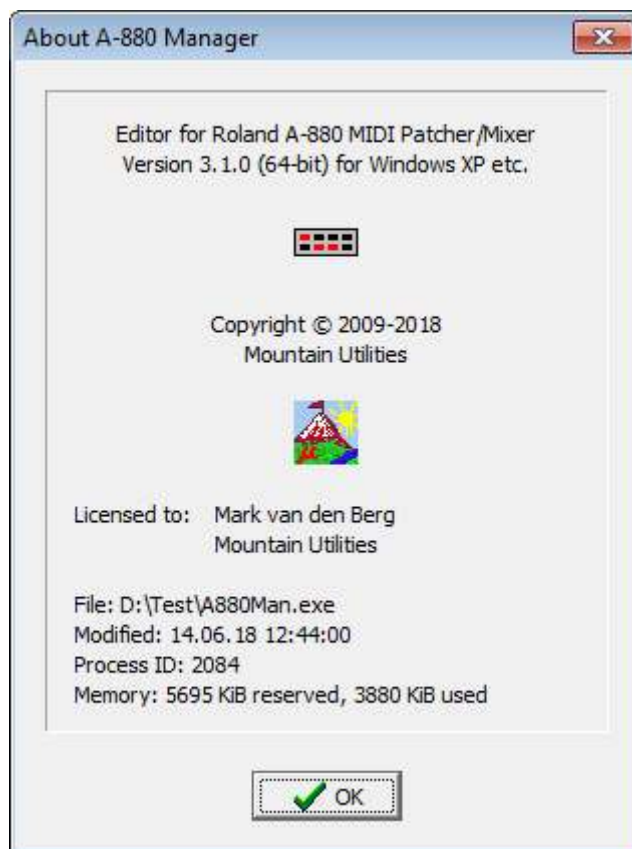 About A-880 Manager
Editor for Roland A-880 MIDI Patcher/Mixer
Version 3.1.0 (64-bit) for Windows XP etc.
Copyright © 2009-2018
Mountain Utilities
Licensed to: Mark van den Berg
Mountain Utilities
File: D:\Test\A880Man.exe
Modified: 14.06.18 12:44:00
Process ID: 2084
Memory: 5695 KiB reserved, 3880 KiB used
OK